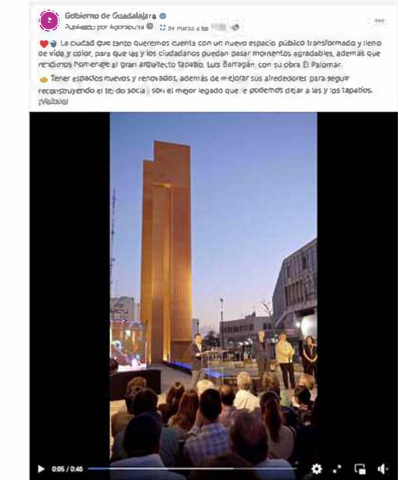 Gobierno de Guadalajara
Publicado por Agorapulse
22 de marzo a las
La ciudad que tanto queremos cuenta con un nuevo espacio público transformado y lleno
de vida y color, para que las y los ciudadanos puedan pasar momentos agradables, además que
rendimos homenaje al gran arquitecto tapatío, Luis Barragán, con su obra El Palomar.
Tener espacios nuevos y renovados, además de mejorar sus alrededores para seguir
reconstruyendo el tejido social son el mejor legado que le podemos dejar a las y los tapatíos.
¡Visítalo!
0:05 / 0:46